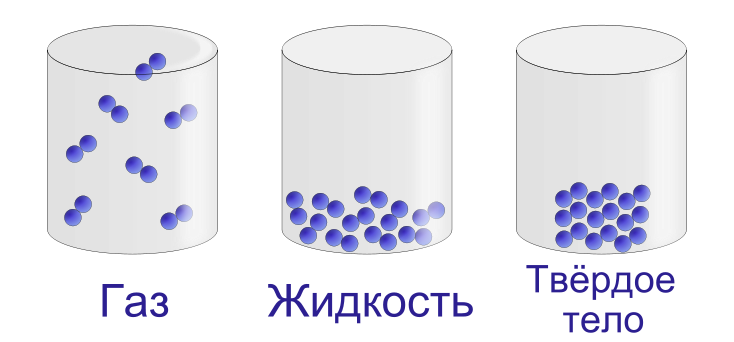 Газ
Жидкость
Твёрдое
тело